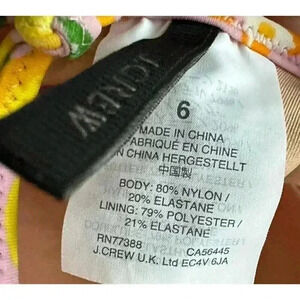 J.CREW
6
MADE IN CHINA
FABRIQUÉ EN CHINE
IN CHINA HERGESTELLT
中国製
BODY: 80% NYLON /
20% ELASTANE
LINING: 79% POLYESTER /
21% ELASTANE
RN77388 CA56445
J.CREW U.K. Ltd EC4V 6JA